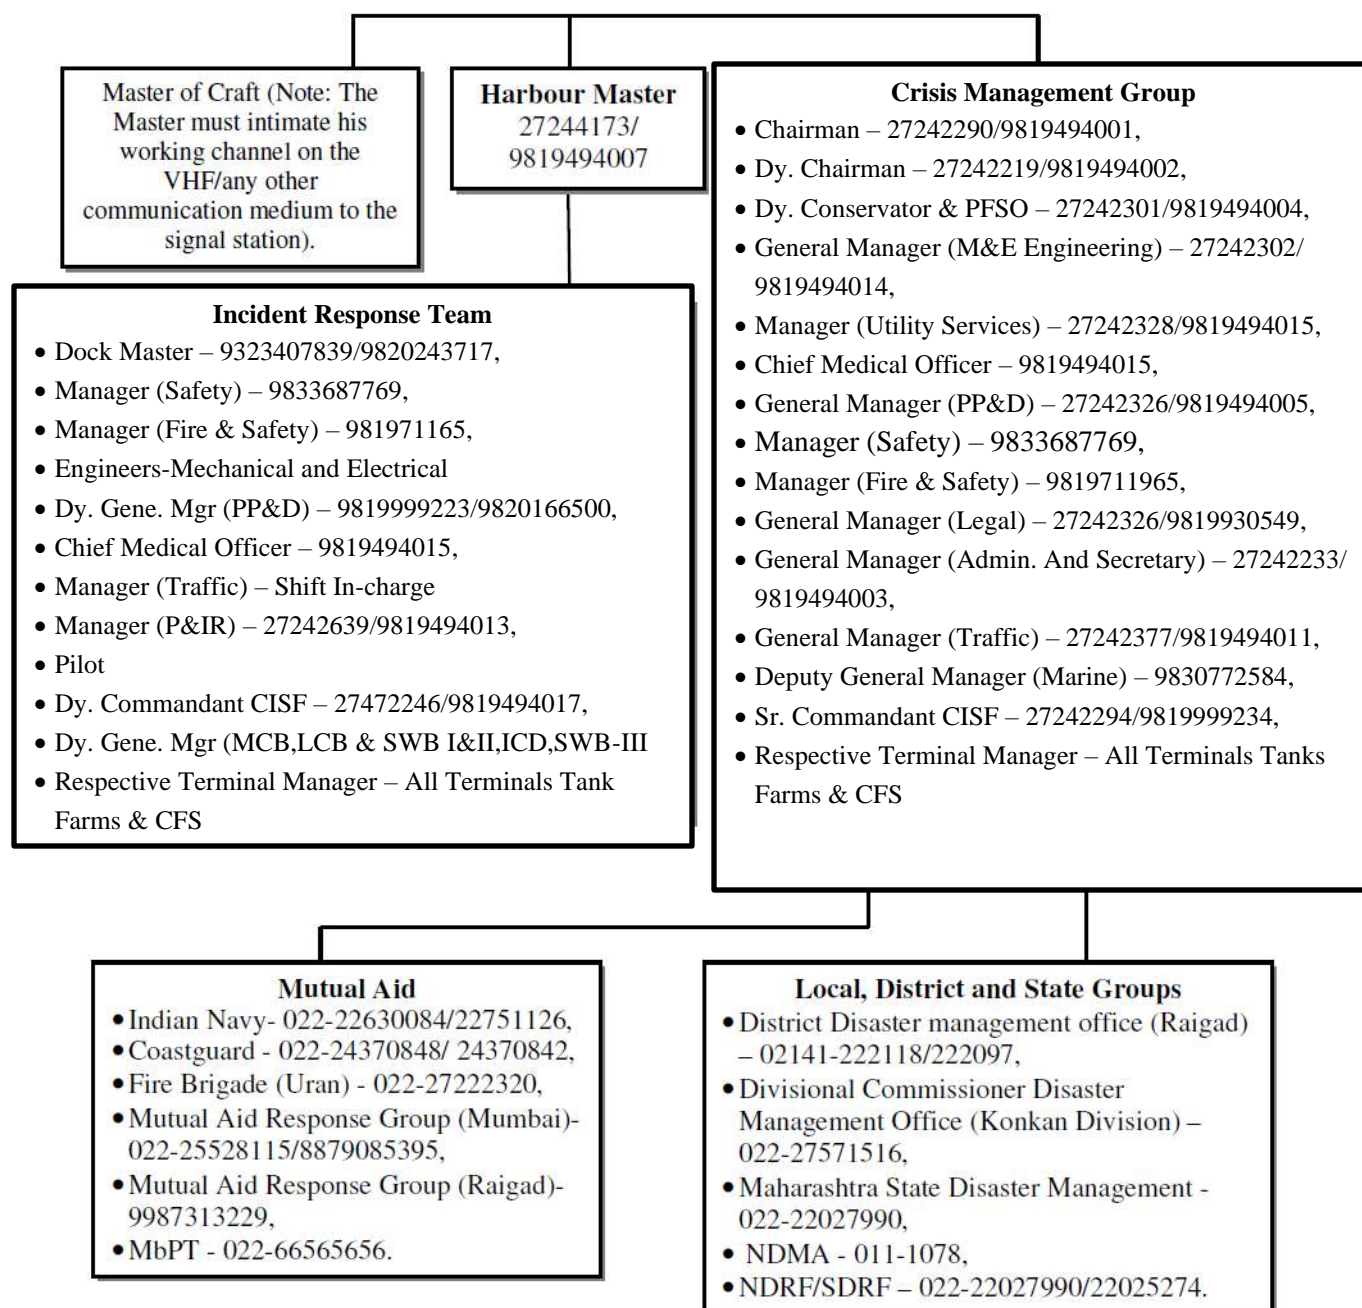 Master of Craft (Note: The
Master must intimate his
working channel on the
VHF/any other
communication medium to the
signal station).
Harbour Master
27244173/
9819494007
Crisis Management Group
• Chairman – 27242290/9819494001,
• Dy. Chairman – 27242219/9819494002,
• Dy. Conservator & PFSO – 27242301/9819494004,
• General Manager (M&E Engineering) – 27242302/
9819494014,
• Manager (Utility Services) – 27242328/9819494015,
• Chief Medical Officer – 9819494015,
• General Manager (PP&D) – 27242326/9819494005,
• Manager (Safety) – 9833687769,
• Manager (Fire & Safety) – 9819711965,
• General Manager (Legal) – 27242326/9819930549,
• General Manager (Admin. And Secretary) – 27242233/
9819494003,
• General Manager (Traffic) – 27242377/9819494011,
• Deputy General Manager (Marine) – 9830772584,
• Sr. Commandant CISF – 27242294/9819999234,
• Respective Terminal Manager – All Terminals Tanks
Farms & CFS
Incident Response Team
• Dock Master – 9323407839/9820243717,
• Manager (Safety) – 9833687769,
• Manager (Fire & Safety) – 981971165,
• Engineers-Mechanical and Electrical
• Dy. Gene. Mgr (PP&D) – 9819999223/9820166500,
• Chief Medical Officer – 9819494015,
• Manager (Traffic) – Shift In-charge
• Manager (P&IR) – 27242639/9819494013,
• Pilot
• Dy. Commandant CISF – 27472246/9819494017,
• Dy. Gene. Mgr (MCB,LCB & SWB I&II,ICD,SWB-III
• Respective Terminal Manager – All Terminals Tank
Farms & CFS
Mutual Aid
• Indian Navy- 022-22630084/22751126,
• Coastguard - 022-24370848/ 24370842,
• Fire Brigade (Uran) - 022-27222320,
• Mutual Aid Response Group (Mumbai)-
022-25528115/8879085395,
• Mutual Aid Response Group (Raigad)-
9987313229,
• MbPT - 022-66565656.
Local, District and State Groups
• District Disaster management office (Raigad)
– 02141-222118/222097,
• Divisional Commissioner Disaster
Management Office (Konkan Division) –
022-27571516,
• Maharashtra State Disaster Management -
022-22027990,
• NDMA - 011-1078,
• NDRF/SDRF – 022-22027990/22025274.